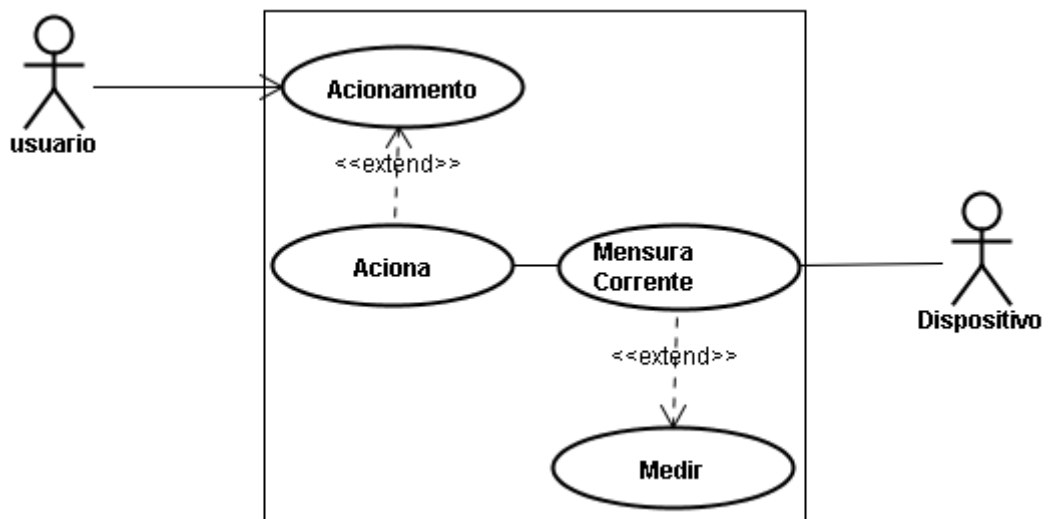 Acionamento
usuario
<<extend>>
Aciona
Mensura
Corrente
Dispositivo
<<extend>>
Medir